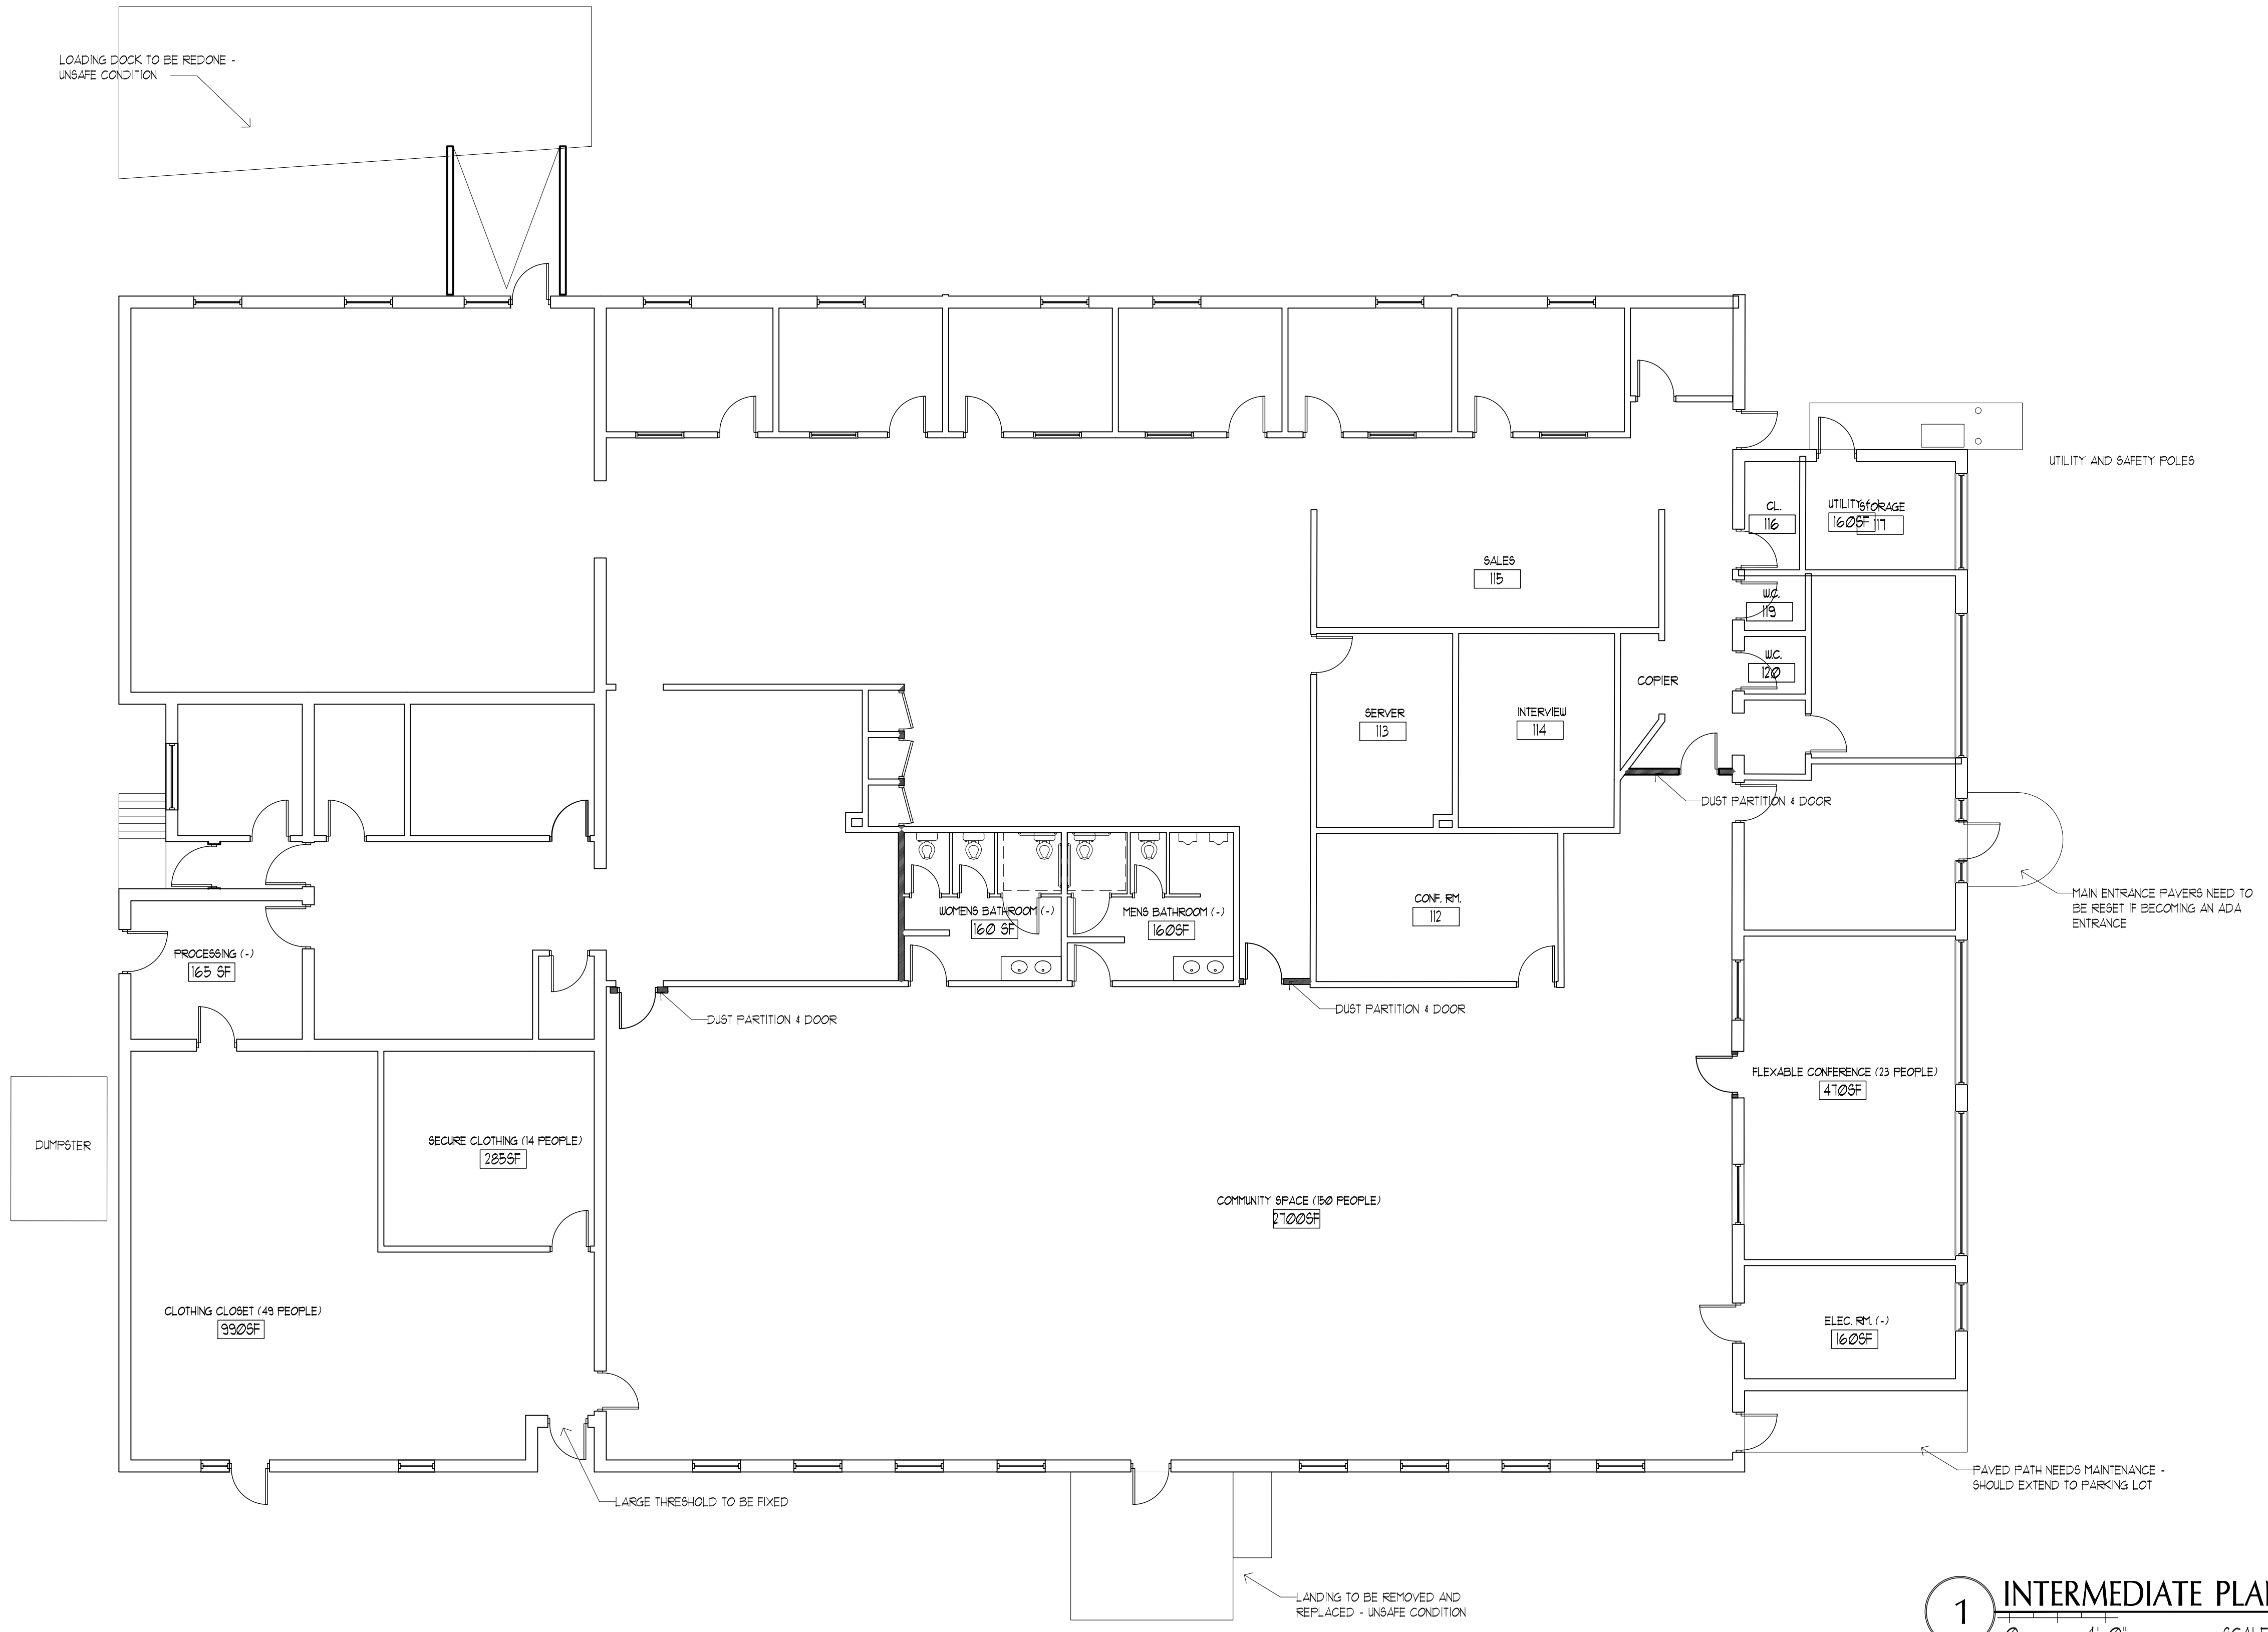 LOADING DOCK TO BE REDONE -
UNSAFE CONDITION
UTILITY AND SAFETY POLES
CL.
116
UTILITY
160SF
STORAGE
117
SALES
115
W.C.
119
W.C.
120
COPIER
SERVER
113
INTERVIEW
114
DUST PARTITION & DOOR
MAIN ENTRANCE PAVERS NEED TO
BE RESET IF BECOMING AN ADA
ENTRANCE
CONF. RM.
112
WOMENS BATHROOM (-)
160 SF
MENS BATHROOM (-)
160SF
PROCESSING (-)
165 SF
DUST PARTITION & DOOR
DUST PARTITION & DOOR
FLEXABLE CONFERENCE (23 PEOPLE)
470SF
DUMPSTER
SECURE CLOTHING (14 PEOPLE)
285SF
COMMUNITY SPACE (150 PEOPLE)
2700SF
CLOTHING CLOSET (49 PEOPLE)
990SF
ELEC. RM. (-)
160SF
PAVED PATH NEEDS MAINTENANCE -
SHOULD EXTEND TO PARKING LOT
LARGE THRESHOLD TO BE FIXED
LANDING TO BE REMOVED AND
REPLACED - UNSAFE CONDITION
1
INTERMEDIATE PLA